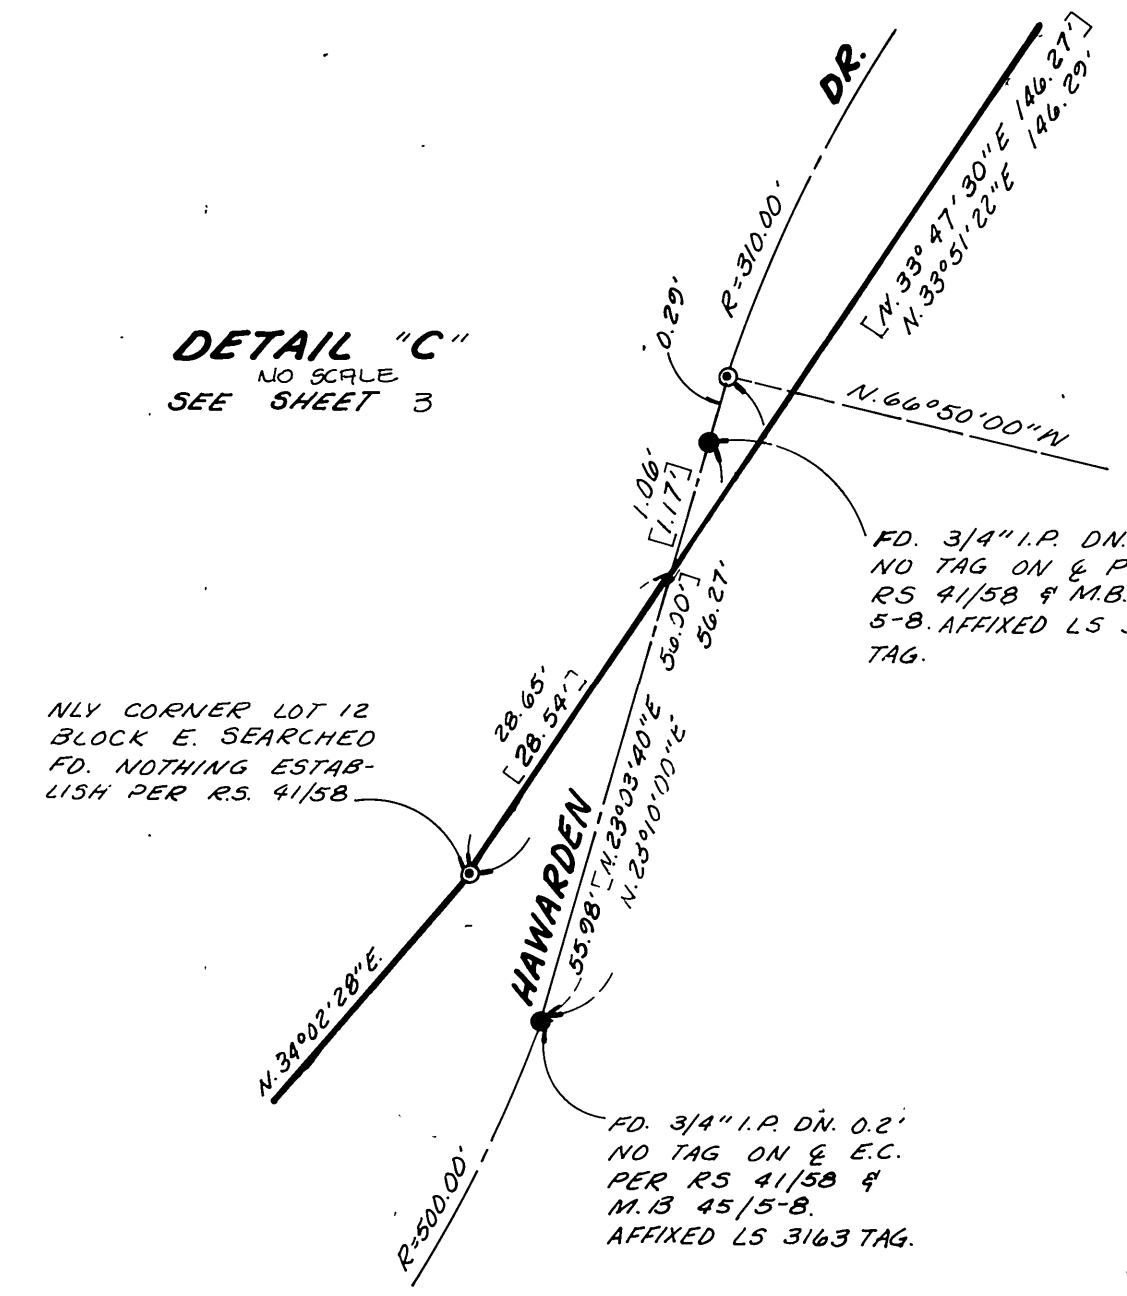 DR.
[N. 33° 47' 30" E 146.27']
N. 33° 51' 22" E 146.29'
R=310.00'
0.29'
DETAIL "C"
NO SCALE
SEE SHEET 3
N. 66° 50' 00" W
1.06'
[1.17']
FD. 3/4" I.P. DN.
NO TAG ON ℄ P
RS 41/58 & M.B.
5-8. AFFIXED LS
TAG.
28.65'
[28.54']
NLY CORNER LOT 12
BLOCK E. SEARCHED
FD. NOTHING ESTAB-
LISH PER R.S. 41/58
HAWARDEN
55.98' [N. 23° 03' 40" E 56.00']
N. 23° 10' 00" E 56.27'
N. 34° 02' 28" E.
FD. 3/4" I.P. DN. 0.2'
NO TAG ON ℄ E.C.
PER RS 41/58 &
M.B 45/5-8.
AFFIXED LS 3163 TAG.
R=500.00'